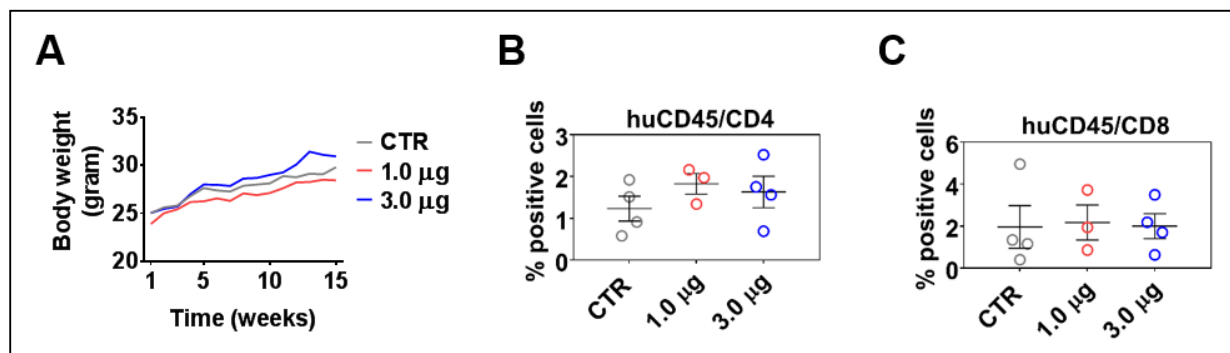 A
B
C
Body weight
(gram)
35
30
25
20
1
5
10
15
Time (weeks)
CTR
1.0 µg
3.0 µg
huCD45/CD4
% positive cells
3
2
1
0
CTR
1.0 µg
3.0 µg
huCD45/CD8
% positive cells
6
4
2
0
CTR
1.0 µg
3.0 µg